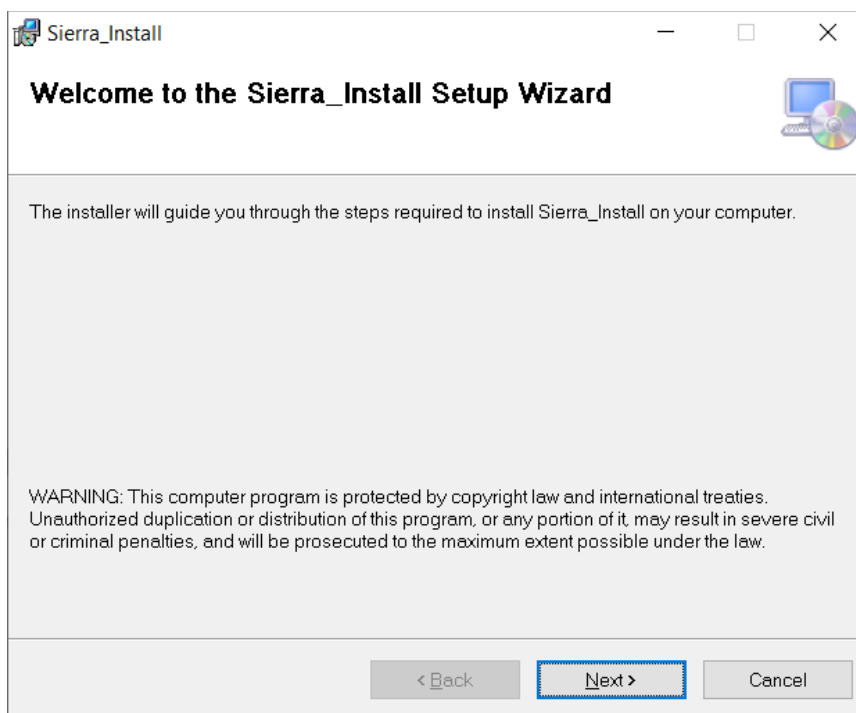 Sierra_Install
Welcome to the Sierra_Install Setup Wizard
The installer will guide you through the steps required to install Sierra_Install on your computer.
WARNING: This computer program is protected by copyright law and international treaties.
Unauthorized duplication or distribution of this program, or any portion of it, may result in severe civil
or criminal penalties, and will be prosecuted to the maximum extent possible under the law.
< Back
Next >
Cancel